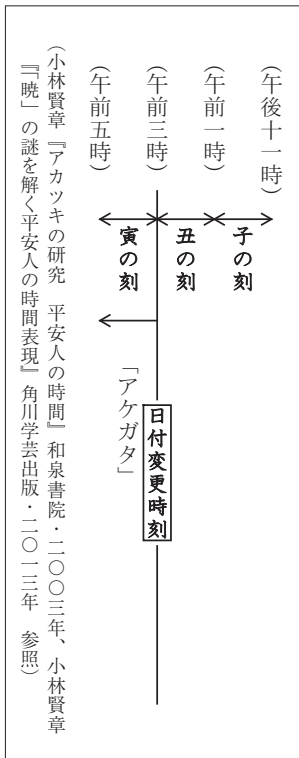 (午後十一時)
(午前一時)
(午前三時)
(午前五時)
子の刻
丑の刻
寅の刻
日付変更時刻
「アケガタ」
(小林賢章『アカツキの研究　平安人の時間』和泉書院・二〇〇三年、小林賢章
『「暁」の謎を解く平安人の時間表現』角川学芸出版・二〇一三年　参照)